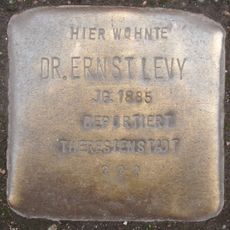 HIER WOHNTE
DR. ERNST LEVY
JG. 1885
DEPORTIERT
THERESIENSTADT
? ? ?